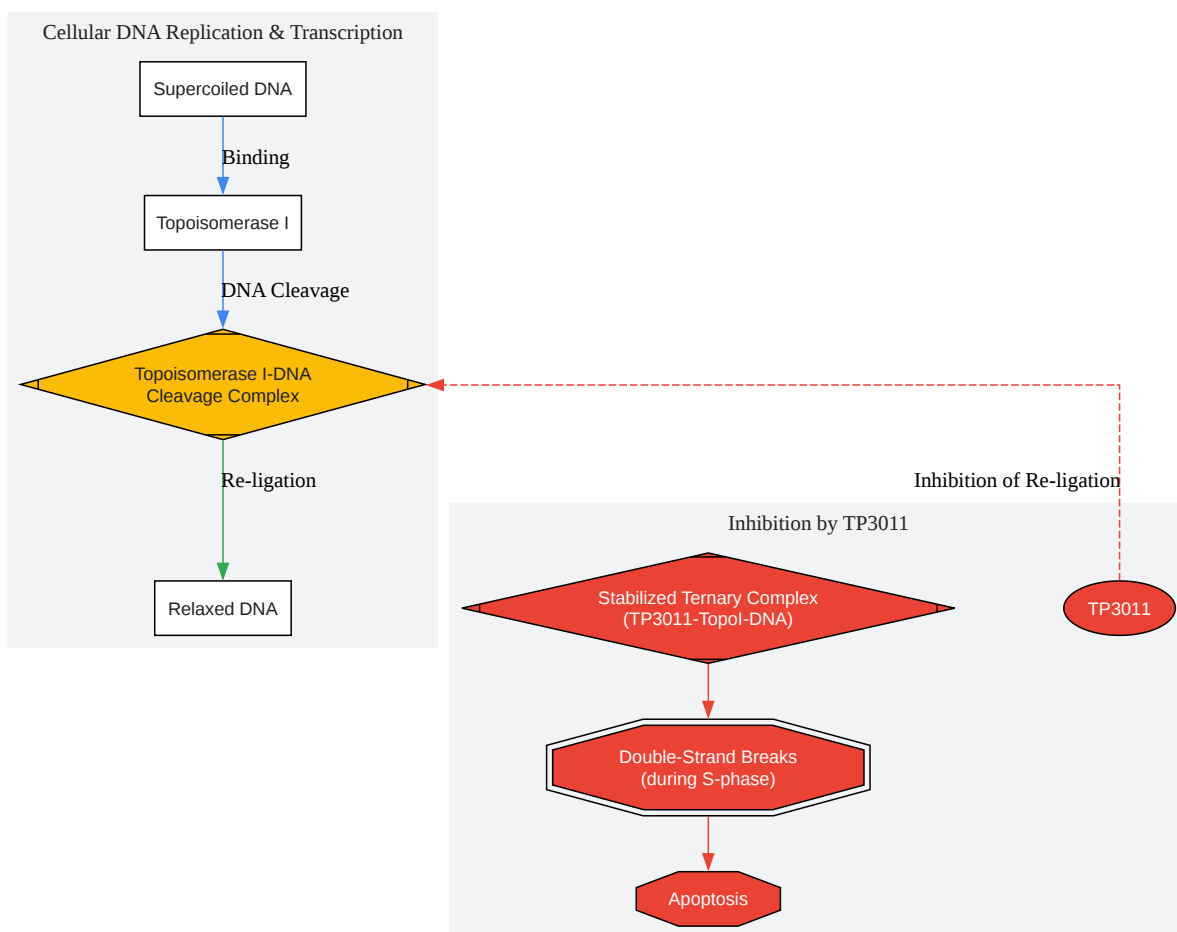 Cellular DNA Replication & Transcription
Supercoiled DNA
Binding
Topoisomerase I
DNA Cleavage
Topoisomerase I-DNA
Cleavage Complex
Re-ligation
Relaxed DNA
Inhibition of Re-ligation
Inhibition by TP3011
Stabilized Ternary Complex
(TP3011-TopoI-DNA)
TP3011
Double-Strand Breaks
(during S-phase)
Apoptosis